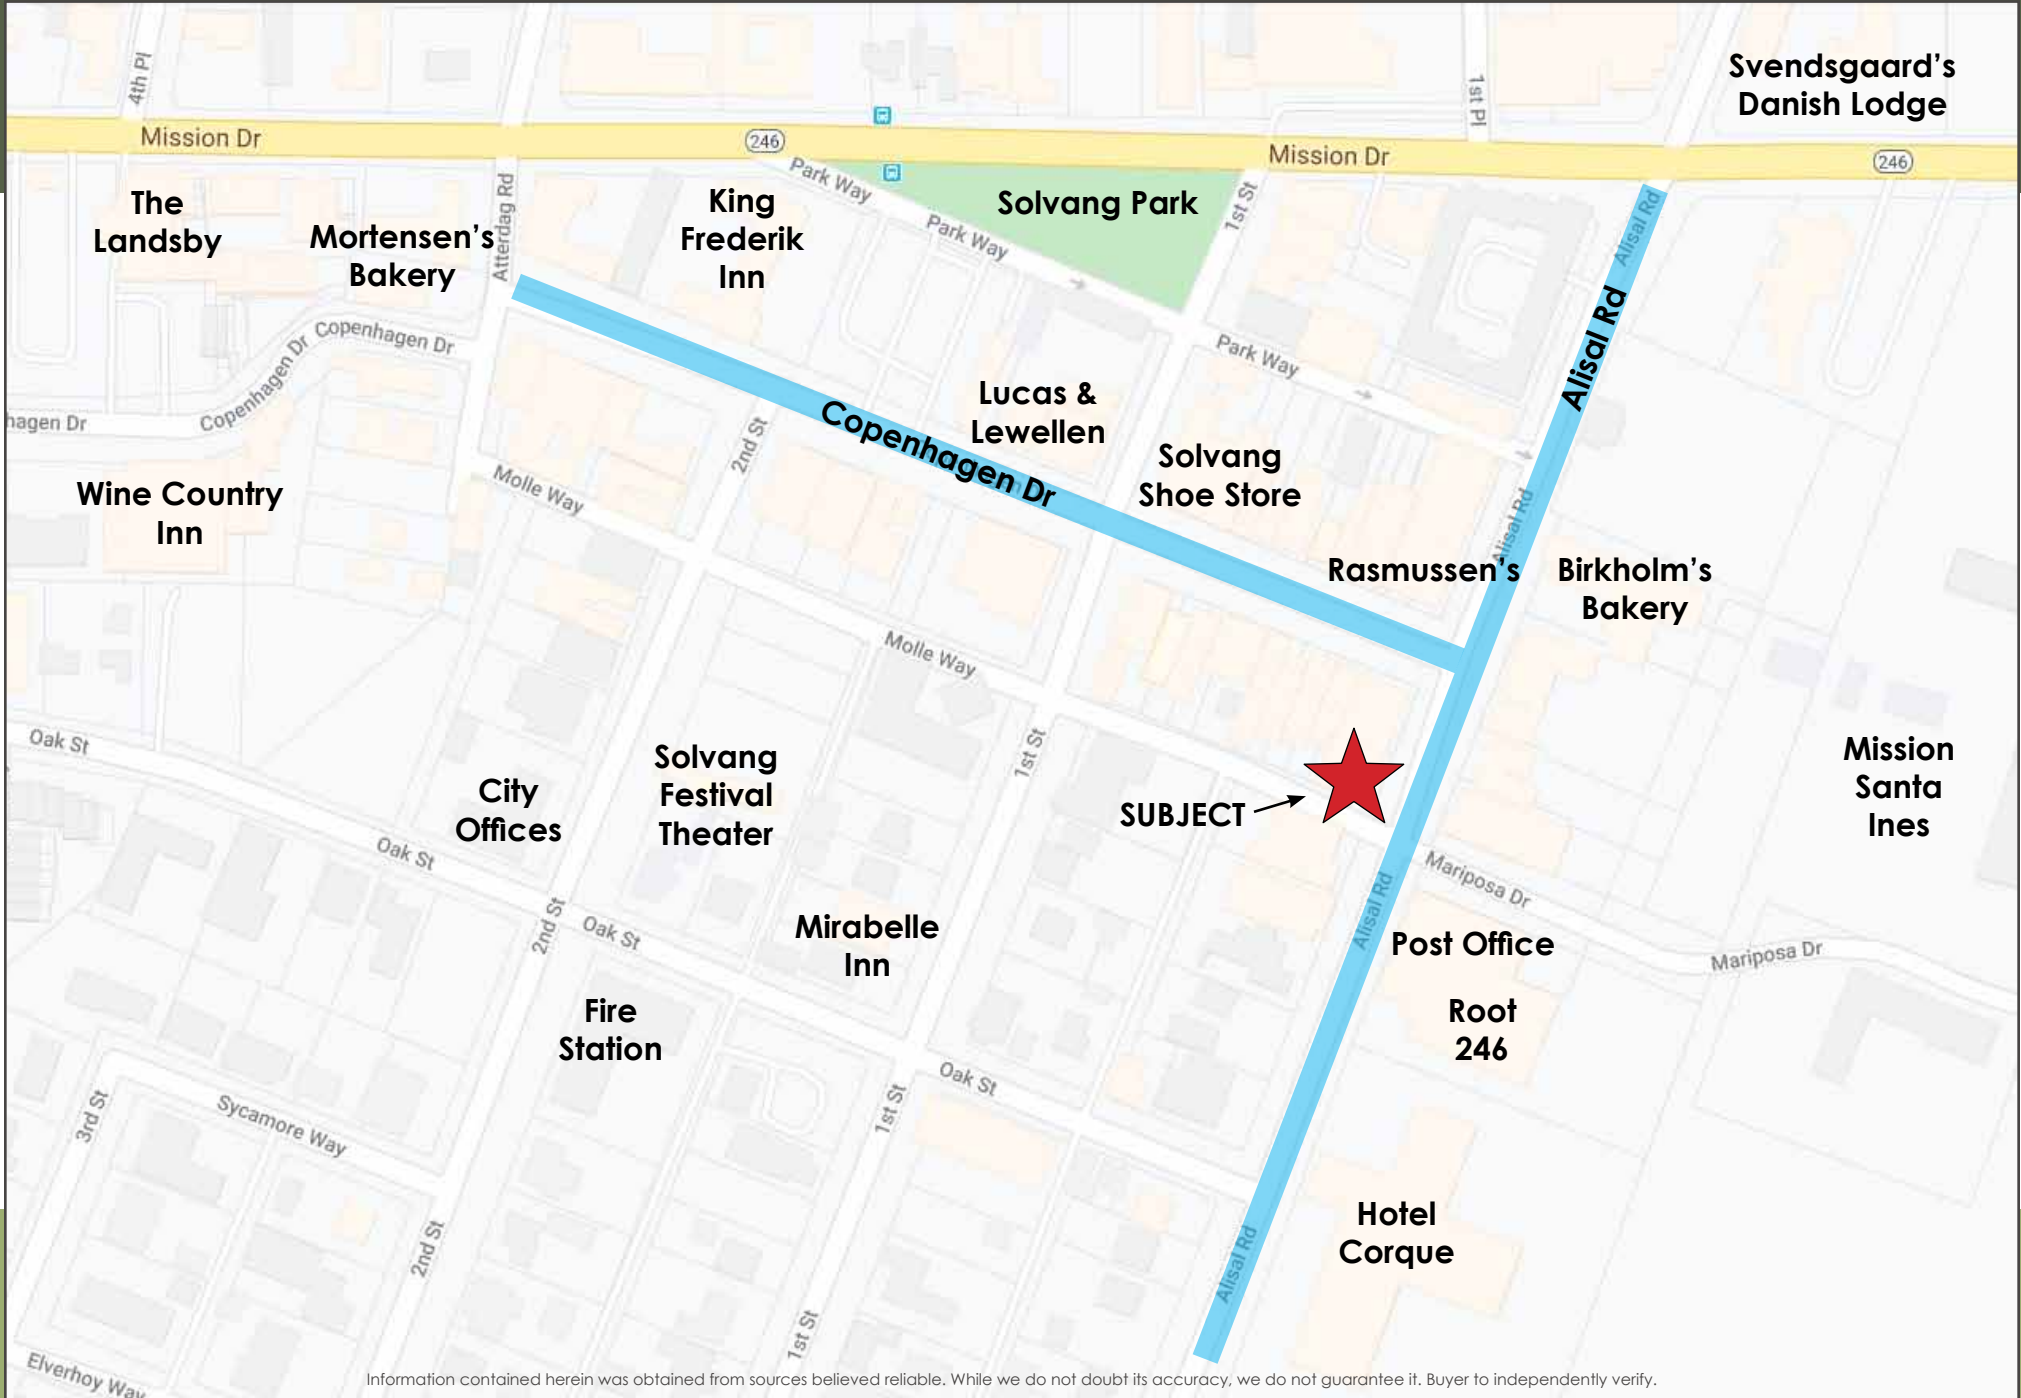 4th Pl
1st Pl
Svendsgaard's
Danish Lodge
Mission Dr
246
Mission Dr
246
Park Way
The
Landsby
Mortensen's
Bakery
Atterdag Rd
King
Frederik
Inn
Park Way
Solvang Park
1st St
Alisal Rd
Alisal Rd
Copenhagen Dr
Copenhagen Dr
hagen Dr
Park Way
Lucas &
Lewellen
Copenhagen Dr
2nd St
Solvang
Shoe Store
Wine Country
Inn
Molle Way
Alisal Rd
Rasmussen's
Birkholm's
Bakery
Molle Way
Oak St
1st St
Solvang
Festival
Theater
City
Offices
SUBJECT
Mission
Santa
Ines
Oak St
Mariposa Dr
Alisal Rd
2nd St
Oak St
Mirabelle
Inn
Post Office
Mariposa Dr
Fire
Station
Root
246
Oak St
3rd St
Sycamore Way
1st St
2nd St
Hotel
Corque
Alisal Rd
1st St
Elverhoy Way
Information contained herein was obtained from sources believed reliable. While we do not doubt its accuracy, we do not guarantee it. Buyer to independently verify.